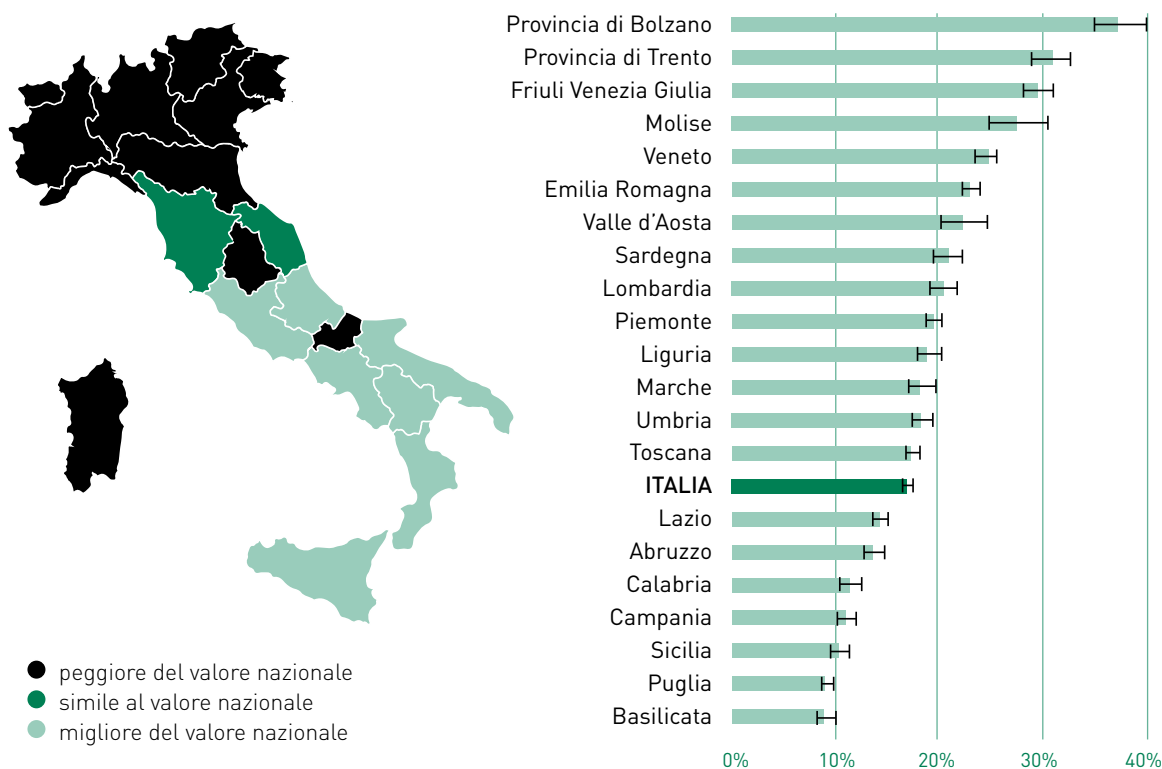 Provincia di Bolzano
Provincia di Trento
Friuli Venezia Giulia
Molise
Veneto
Emilia Romagna
Valle d’Aosta
Sardegna
Lombardia
Piemonte
Liguria
Marche
Umbria
Toscana
ITALIA
Lazio
Abruzzo
Calabria
Campania
Sicilia
Puglia
Basilicata
0% 10% 20% 30% 40%
peggiore del valore nazionale
simile al valore nazionale
migliore del valore nazionale